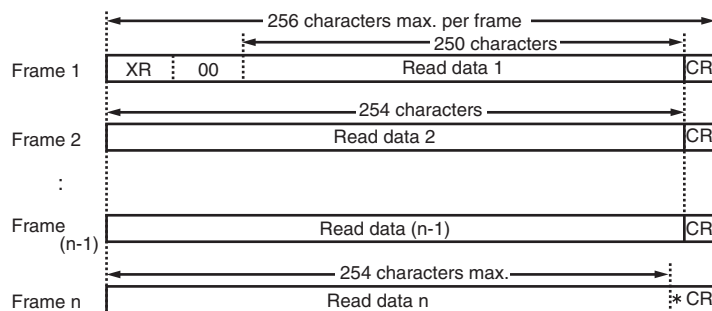 256 characters max. per frame
250 characters
Frame 1 XR 00 Read data 1 CR
254 characters
Frame 2 Read data 2 CR
:
Frame (n-1) Read data (n-1) CR
254 characters max.
Frame n Read data n * CR